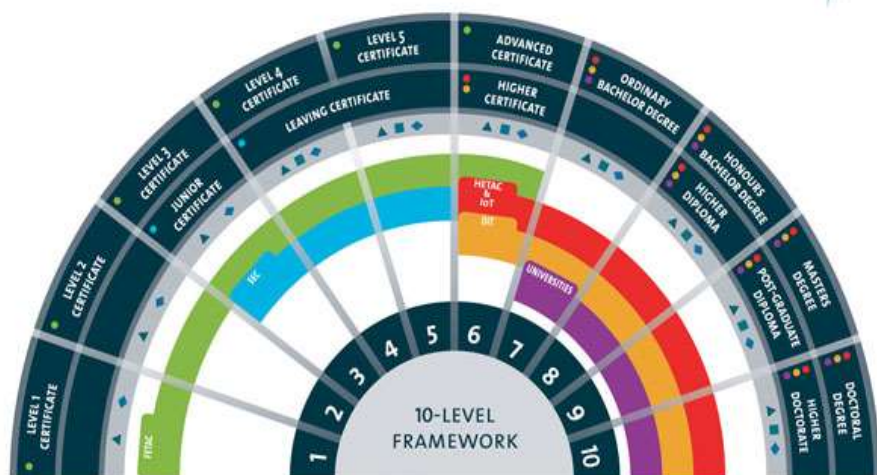 LEVEL 1
CERTIFICATE
LEVEL 2
CERTIFICATE
LEVEL 3
CERTIFICATE
JUNIOR
CERTIFICATE
LEVEL 4
CERTIFICATE
LEVEL 5
CERTIFICATE
LEAVING CERTIFICATE
ADVANCED
CERTIFICATE
HIGHER
CERTIFICATE
ORDINARY
BACHELOR DEGREE
HONOURS
BACHELOR DEGREE
HIGHER
DIPLOMA
MASTERS
DEGREE
POST-GRADUATE
DIPLOMA
DOCTORAL
DEGREE
HIGHER
DOCTORATE
FETAC
SEC
HETAC
&
IoT
DIT
UNIVERSITIES
1
2
3
4
5
6
7
8
9
10
10-LEVEL
FRAMEWORK